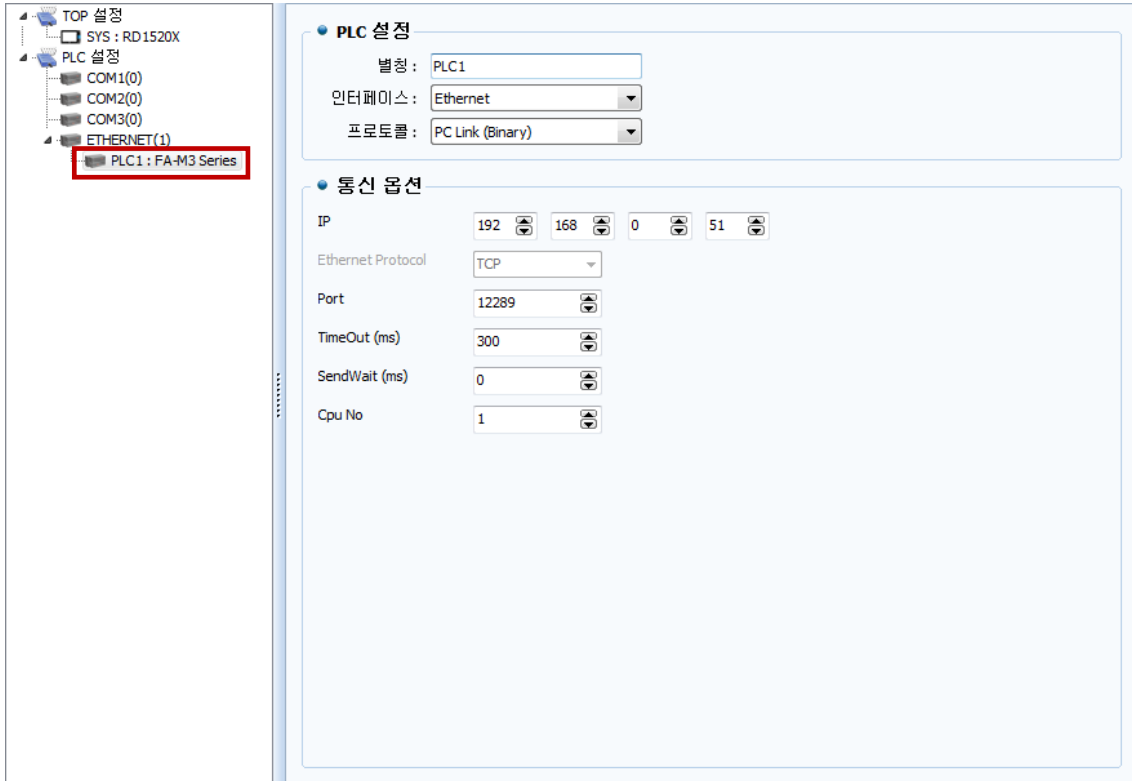 TOP 설정
SYS : RD1520X
PLC 설정
COM1(0)
COM2(0)
COM3(0)
ETHERNET(1)
PLC1 : FA-M3 Series
PLC 설정
별칭 : PLC1
인터페이스 : Ethernet
프로토콜 : PC Link (Binary)
통신 옵션
IP 192 168 0 51
Ethernet Protocol TCP
Port 12289
TimeOut (ms) 300
SendWait (ms) 0
Cpu No 1